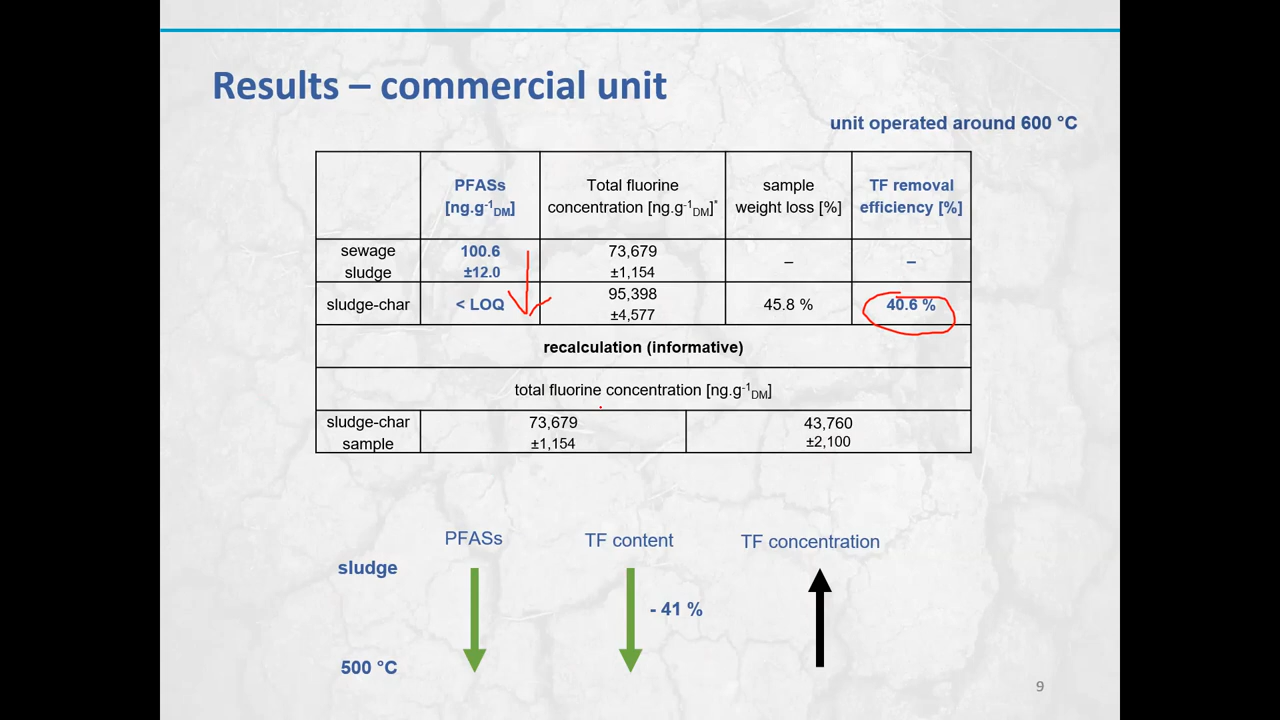 Results – commercial unit
unit operated around 600 °C
PFASs
[ng.g-1DM]
Total fluorine
concentration [ng.g-1DM]*
sample
weight loss [%]
TF removal
efficiency [%]
sewage
sludge
100.6
±12.0
73,679
±1,154
–
–
sludge-char
< LOQ
95,398
±4,577
45.8 %
40.6 %
recalculation (informative)
total fluorine concentration [ng.g-1DM]
sludge-char
sample
73,679
±1,154
43,760
±2,100
PFASs
TF content
TF concentration
sludge
- 41 %
500 °C
9